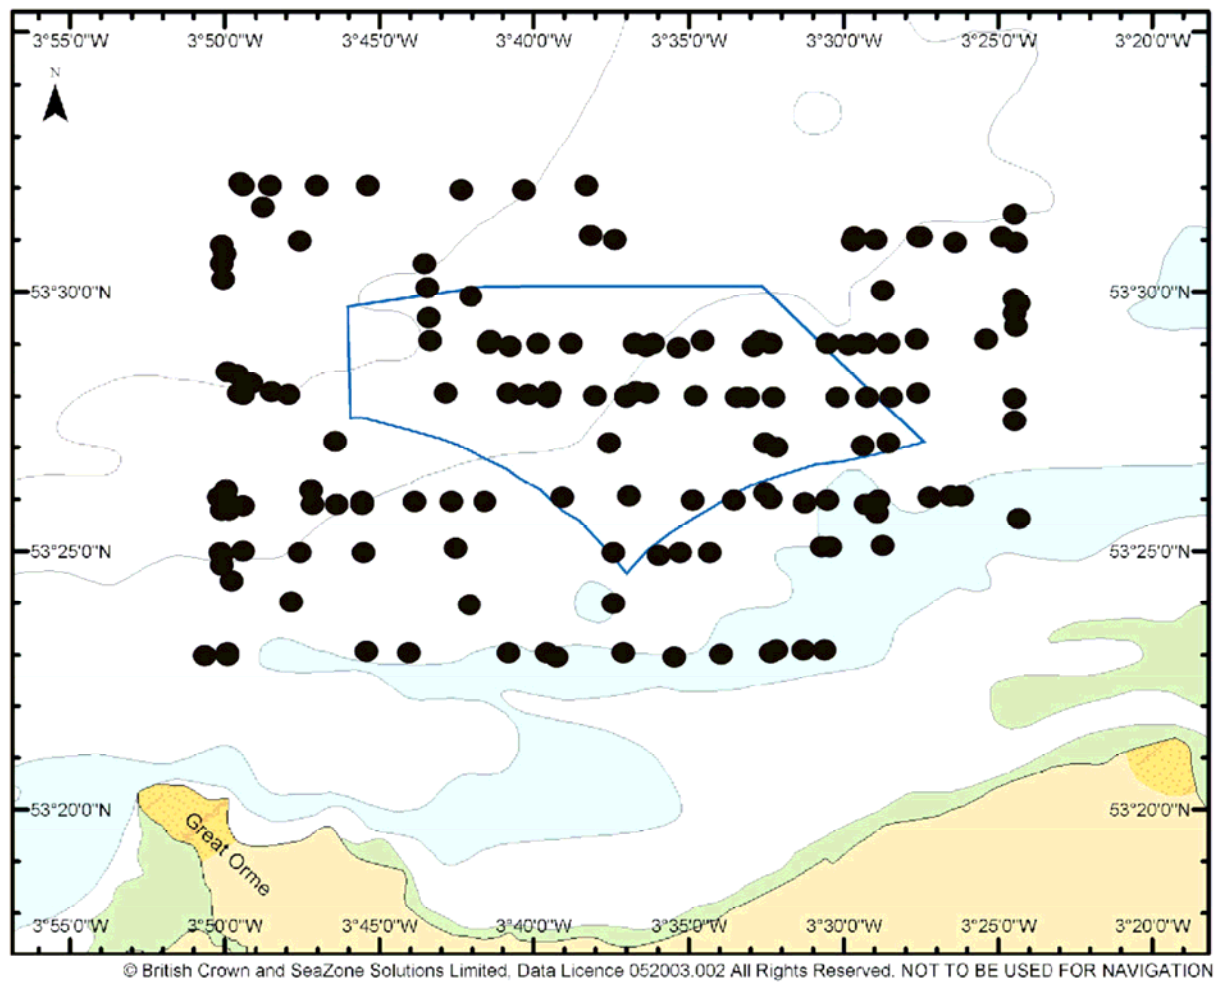 3°55'0"W 3°50'0"W 3°45'0"W 3°40'0"W 3°35'0"W 3°30'0"W 3°25'0"W 3°20'0"W
N
53°30'0"N 53°30'0"N
53°25'0"N 53°25'0"N
53°20'0"N 53°20'0"N
Great Orme
3°55'0"W 3°50'0"W 3°45'0"W 3°40'0"W 3°35'0"W 3°30'0"W 3°25'0"W 3°20'0"W
© British Crown and SeaZone Solutions Limited, Data Licence 052003.002 All Rights Reserved. NOT TO BE USED FOR NAVIGATION